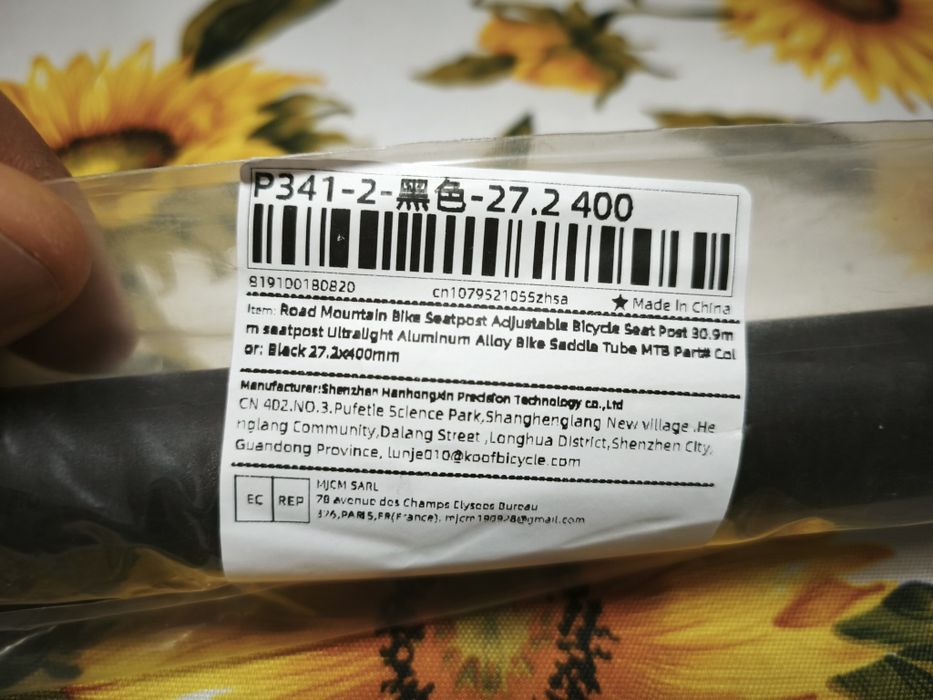 P341-2-黑色-27.2 400
819100180820 cn1079521055zhsa ★ Made In China
Item: Road Mountain Bike Seatpost Adjustable Bicycle Seat Post 30.9m
m seatpost Ultralight Aluminum Alloy Bike Saddle Tube MTB Part# Col
or: Black 27.2x400mm
Manufacturer:Shenzhen Hanhongxin Precision Technology co.,Ltd
CN 402.NO.3.Pufetle Science Park,Shanghenglang New village .He
nglang Community,Dalang Street ,Longhua District,Shenzhen City,
Guandong Province, lunje010@koofbicycle.com
EC REP
MJCM SARL
78 avenue des Champs Elysees Bureau
326,PARIS,FR(France), mjcm190928@gmail.com